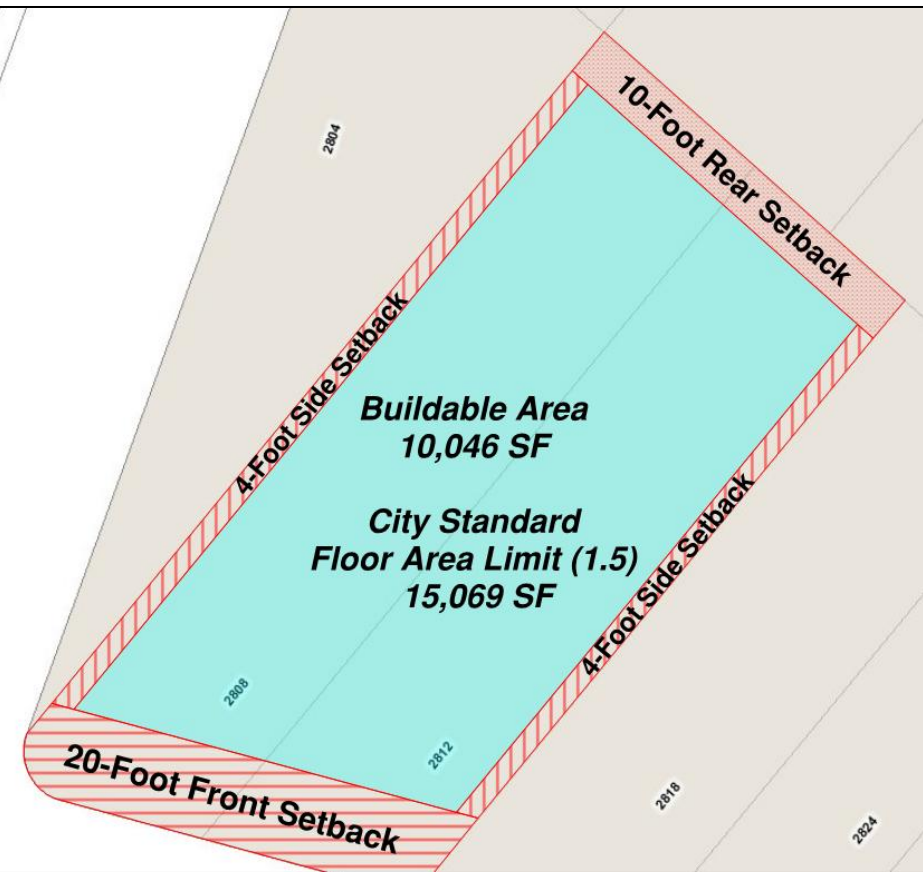 2804
10-Foot Rear Setback
4-Foot Side Setback
Buildable Area
10,046 SF
City Standard
Floor Area Limit (1.5)
15,069 SF
4-Foot Side Setback
2808
2812
20-Foot Front Setback
2818
2824